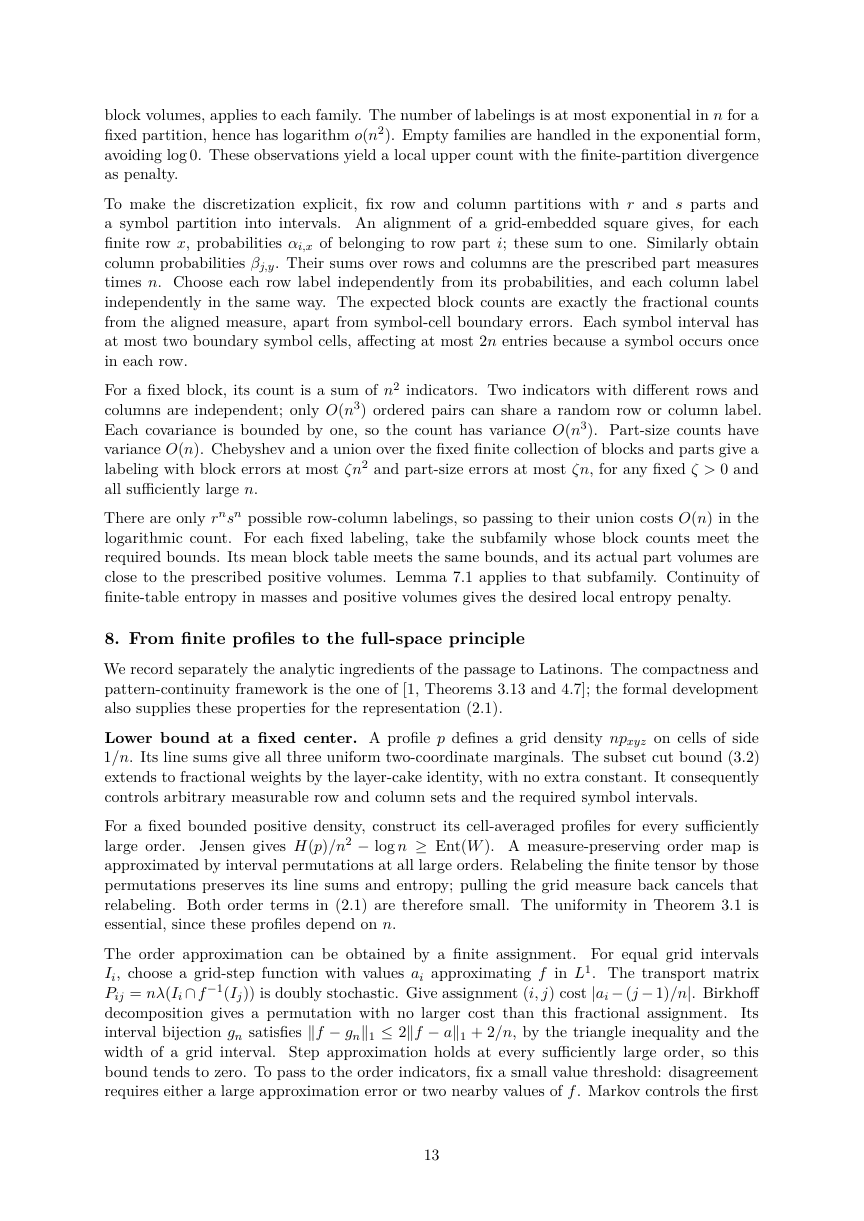 block volumes, applies to each family. The number of labelings is at most exponential in n for a
fixed partition, hence has logarithm o(n²). Empty families are handled in the exponential form,
avoiding log 0. These observations yield a local upper count with the finite-partition divergence
as penalty.
To make the discretization explicit, fix row and column partitions with r and s parts and
a symbol partition into intervals. An alignment of a grid-embedded square gives, for each
finite row x, probabilities α_{i,x} of belonging to row part i; these sum to one. Similarly obtain
column probabilities β_{j,y}. Their sums over rows and columns are the prescribed part measures
times n. Choose each row label independently from its probabilities, and each column label
independently in the same way. The expected block counts are exactly the fractional counts
from the aligned measure, apart from symbol-cell boundary errors. Each symbol interval has
at most two boundary symbol cells, affecting at most 2n entries because a symbol occurs once
in each row.
For a fixed block, its count is a sum of n² indicators. Two indicators with different rows and
columns are independent; only O(n³) ordered pairs can share a random row or column label.
Each covariance is bounded by one, so the count has variance O(n³). Part-size counts have
variance O(n). Chebyshev and a union over the fixed finite collection of blocks and parts give a
labeling with block errors at most ζn² and part-size errors at most ζn, for any fixed ζ > 0 and
all sufficiently large n.
There are only rⁿsⁿ possible row-column labelings, so passing to their union costs O(n) in the
logarithmic count. For each fixed labeling, take the subfamily whose block counts meet the
required bounds. Its mean block table meets the same bounds, and its actual part volumes are
close to the prescribed positive volumes. Lemma 7.1 applies to that subfamily. Continuity of
finite-table entropy in masses and positive volumes gives the desired local entropy penalty.
8. From finite profiles to the full-space principle
We record separately the analytic ingredients of the passage to Latinons. The compactness and
pattern-continuity framework is the one of [1, Theorems 3.13 and 4.7]; the formal development
also supplies these properties for the representation (2.1).
Lower bound at a fixed center. A profile p defines a grid density np_{xyz} on cells of side
1/n. Its line sums give all three uniform two-coordinate marginals. The subset cut bound (3.2)
extends to fractional weights by the layer-cake identity, with no extra constant. It consequently
controls arbitrary measurable row and column sets and the required symbol intervals.
For a fixed bounded positive density, construct its cell-averaged profiles for every sufficiently
large order. Jensen gives H(p)/n² − log n ≥ Ent(W). A measure-preserving order map is
approximated by interval permutations at all large orders. Relabeling the finite tensor by those
permutations preserves its line sums and entropy; pulling the grid measure back cancels that
relabeling. Both order terms in (2.1) are therefore small. The uniformity in Theorem 3.1 is
essential, since these profiles depend on n.
The order approximation can be obtained by a finite assignment. For equal grid intervals
I_i, choose a grid-step function with values a_i approximating f in L¹. The transport matrix
P_{ij} = nλ(I_i ∩ f⁻¹(I_j)) is doubly stochastic. Give assignment (i, j) cost |a_i − (j − 1)/n|. Birkhoff
decomposition gives a permutation with no larger cost than this fractional assignment. Its
interval bijection g_n satisfies ‖f − g_n‖₁ ≤ 2‖f − a‖₁ + 2/n, by the triangle inequality and the
width of a grid interval. Step approximation holds at every sufficiently large order, so this
bound tends to zero. To pass to the order indicators, fix a small value threshold: disagreement
requires either a large approximation error or two nearby values of f. Markov controls the first
13